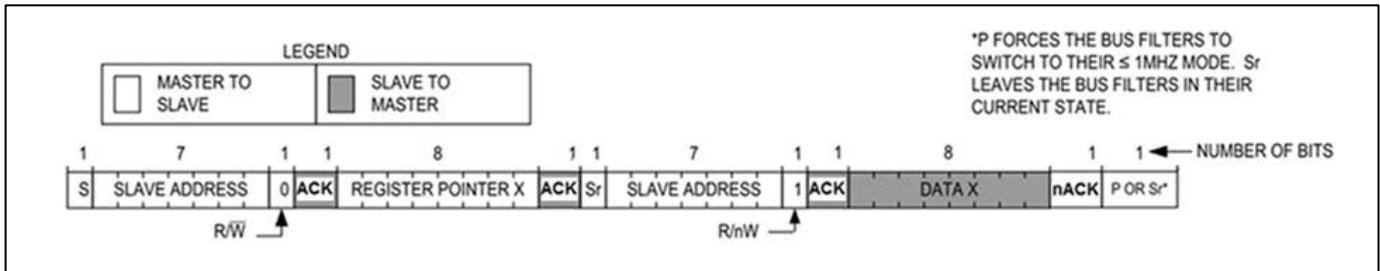 LEGEND
MASTER TO
SLAVE
SLAVE TO
MASTER
*P FORCES THE BUS FILTERS TO
SWITCH TO THEIR ≤ 1MHZ MODE. Sr
LEAVES THE BUS FILTERS IN THEIR
CURRENT STATE.
1 7 1 1 8 1 1 7 1 1 8 1 1 NUMBER OF BITS
S SLAVE ADDRESS 0 ACK REGISTER POINTER X ACK Sr SLAVE ADDRESS 1 ACK DATA X nACK P OR Sr*
R/W̅ R/nW